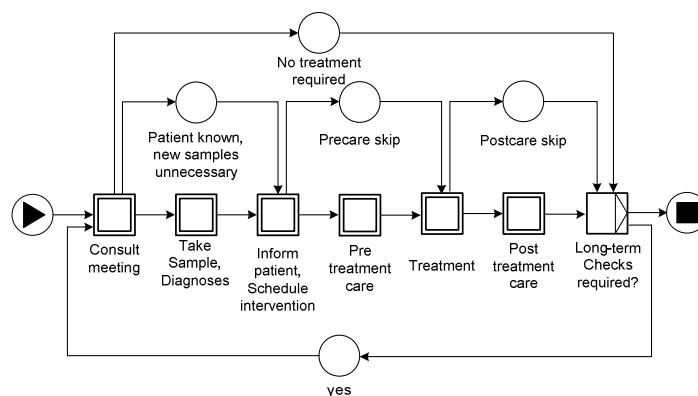 No treatment
required
Patient known,
new samples
unnecessary
Precare skip
Postcare skip
Consult
meeting
Take
Sample,
Diagnoses
Inform
patient,
Schedule
intervention
Pre
treatment
care
Treatment
Post
treatment
care
Long-term
Checks
required?
yes